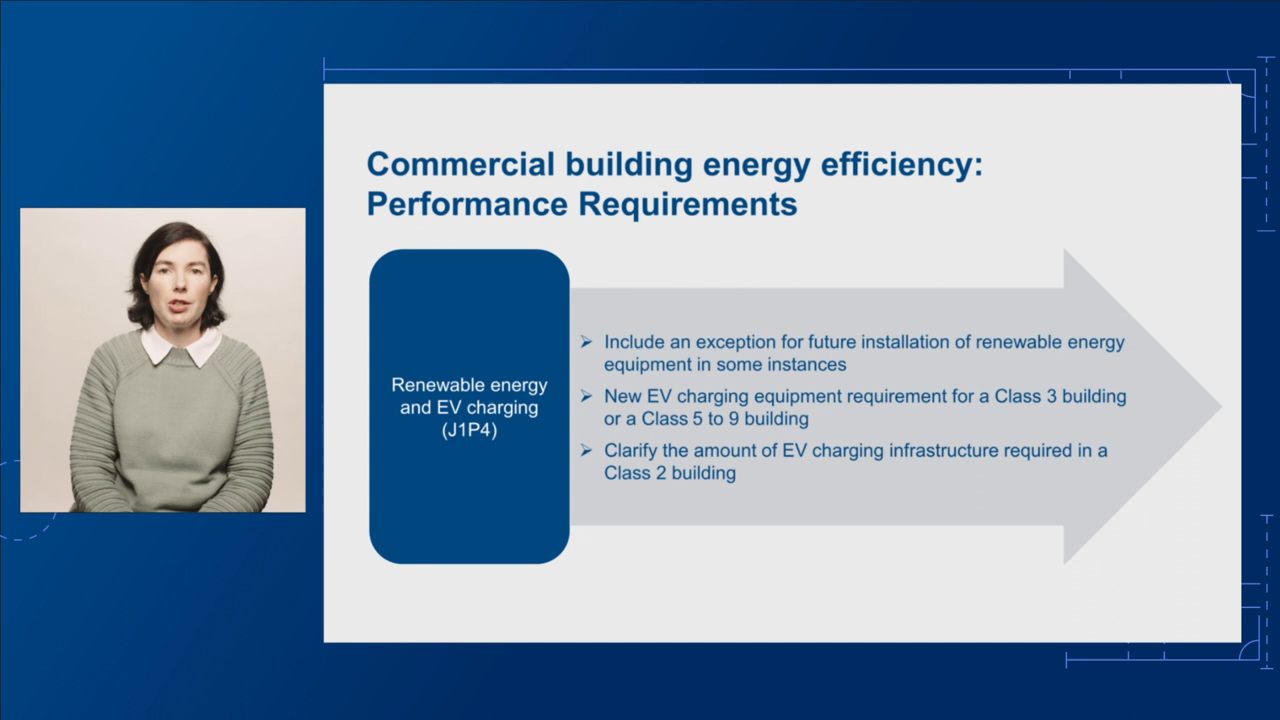 Commercial building energy efficiency:
Performance Requirements
Renewable energy
and EV charging
(J1P4)
➢ Include an exception for future installation of renewable energy
equipment in some instances
➢ New EV charging equipment requirement for a Class 3 building
or a Class 5 to 9 building
➢ Clarify the amount of EV charging infrastructure required in a
Class 2 building